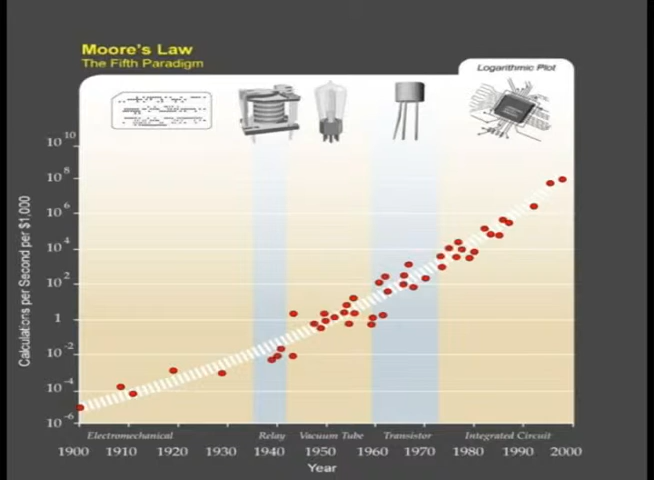 Moore's Law
The Fifth Paradigm
Logarithmic Plot
10^10
10^8
10^6
10^4
10^2
1
10^-2
10^-4
10^-6
Calculations per Second per $1,000
Electromechanical Relay Vacuum Tube Transistor Integrated Circuit
1900 1910 1920 1930 1940 1950 1960 1970 1980 1990 2000
Year